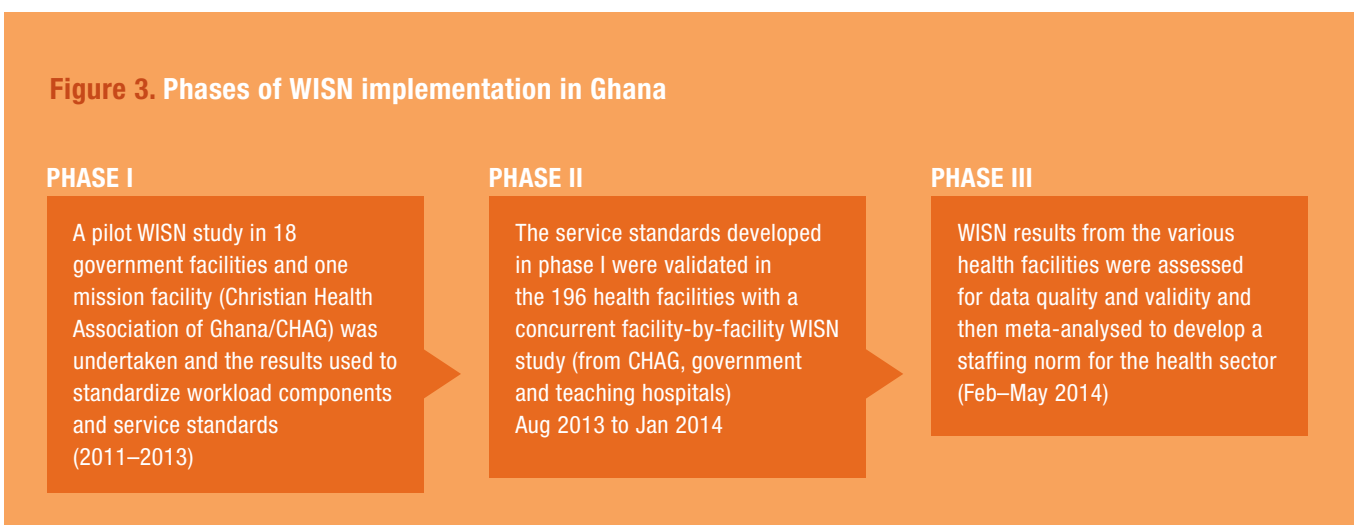 Figure 3. Phases of WISN implementation in Ghana
PHASE I
A pilot WISN study in 18
government facilities and one
mission facility (Christian Health
Association of Ghana/CHAG) was
undertaken and the results used to
standardize workload components
and service standards
(2011–2013)
PHASE II
The service standards developed
in phase I were validated in
the 196 health facilities with a
concurrent facility-by-facility WISN
study (from CHAG, government
and teaching hospitals)
Aug 2013 to Jan 2014
PHASE III
WISN results from the various
health facilities were assessed
for data quality and validity and
then meta-analysed to develop a
staffing norm for the health sector
(Feb–May 2014)